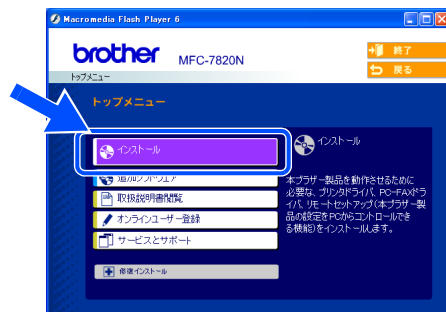 Macromedia Flash Player 6
brother MFC-7820N
終了
戻る
トップメニュー
トップメニュー
インストール
追加ソフトウェア
取扱説明書閲覧
オンラインユーザー登録
サービスとサポート
修復インストール
インストール
本ブラザー製品を動作させるために
必要な、プリンタドライバ、PC-FAXドラ
イバ、リモートセットアップ(本ブラザー製
品の設定をPCからコントロールでき
る機能)をインストールします。